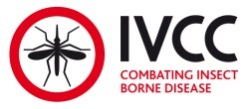 IVCC
COMBATING INSECT
BORNE DISEASE